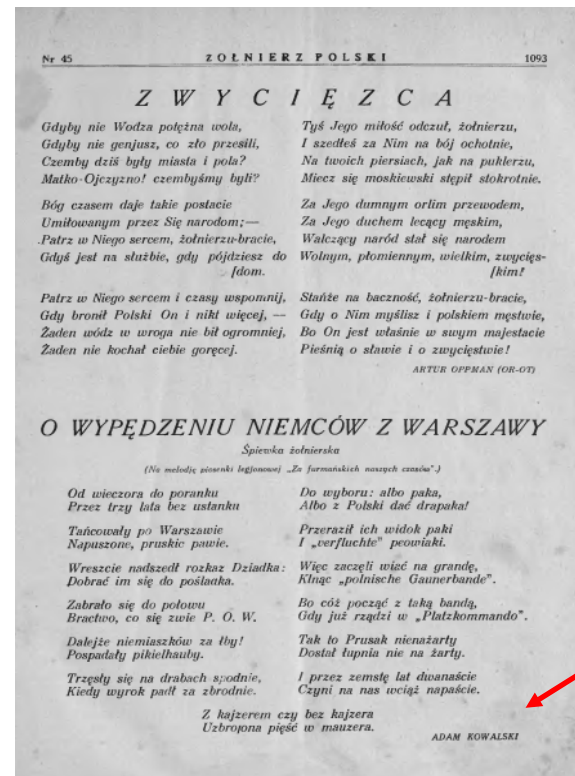 Nr 45
ŻOŁNIERZ POLSKI
1093
ZWYCIĘZCA
Gdyby nie Wodza potężna wola,
Gdyby nie genjusz, co zło przesili,
Czemby dziś były miasta i pola?
Matko-Ojczyzno! czembyśmy byli?
Bóg czasem daje takie postacie
Umiłowanym przez Się narodom;—
Patrz w Niego sercem, żołnierzu-bracie,
Gdyś jest na służbie, gdy pójdziesz do
[dom.
Patrz w Niego sercem i czasy wspomnij,
Gdy bronił Polski On i nikt więcej, —
Żaden wódz w wroga nie bił ogromniej,
Żaden nie kochał ciebie goręcej.
Tyś Jego miłość odczuł, żołnierzu,
I szedłeś za Nim na bój ochotnie,
Na twoich piersiach, jak na puklerzu,
Miecz się moskiewski stępił stokrotnie.
Za Jego dumnym orlim przewodem,
Za Jego duchem lecący męskim,
Walczący naród stał się narodem
Wolnym, płomiennym, wielkim, zwycięs-
[kim!
Stańże na baczność, żołnierzu-bracie,
Gdy o Nim myślisz i polskiem męstwie,
Bo On jest właśnie w swym majestacie
Pieśnią o sławie i o zwycięstwie!
ARTUR OPPMAN (OR-OT)
O WYPĘDZENIU NIEMCÓW Z WARSZAWY
Śpiewka żołnierska
(Na melodję piosenki legjonowej „Za furmańskich naszych czasów".)
Od wieczora do poranku
Przez trzy lata bez ustanku
Tańcowały po Warszawie
Napuszone, pruskie pawie.
Wreszcie nadszedł rozkaz Dziadka:
Dobrać im się do pośladka.
Zabrało się do połowu
Bractwo, co się zwie P. O. W.
Dalejże niemiaszków za łby!
Pospadały pikielhauby.
Trzęsły się na drabach spodnie,
Kiedy wyrok padł za zbrodnie.
Do wyboru: albo paka,
Albo z Polski dać drapaka!
Przeraził ich widok paki
I „verfluchte" peowiaki.
Więc zaczęli wiać na grandę,
Klnąc „polnische Gaunerbande".
Bo cóż począć z taką bandą,
Gdy już rządzi w „Platzkommando".
Tak to Prusak nienażarty
Dostał łupnia nie na żarty.
I przez zemstę lat dwanaście
Czyni na nas wciąż napaście.
Z kajzerem czy bez kajzera
Uzbrojona pięść w mauzera.
ADAM KOWALSKI